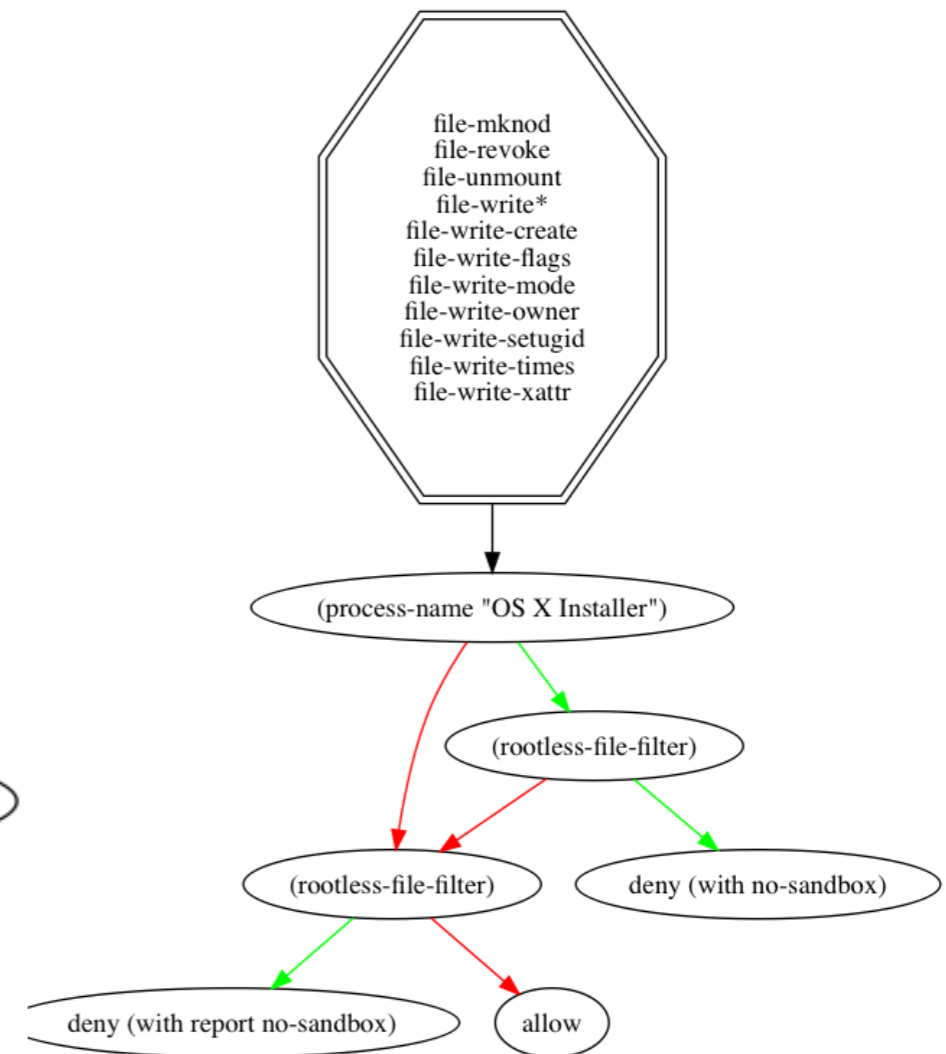 file-mknod
file-revoke
file-unmount
file-write*
file-write-create
file-write-flags
file-write-mode
file-write-owner
file-write-setugid
file-write-times
file-write-xattr
(process-name "OS X Installer")
(rootless-file-filter)
(rootless-file-filter)
deny (with no-sandbox)
deny (with report no-sandbox)
allow